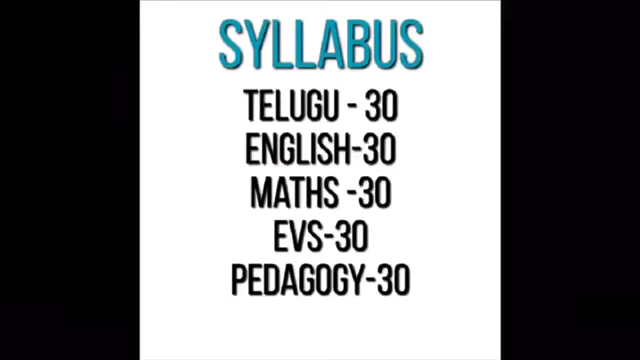 SYLLABUS
TELUGU - 30
ENGLISH-30
MATHS -30
EVS-30
PEDAGOGY-30